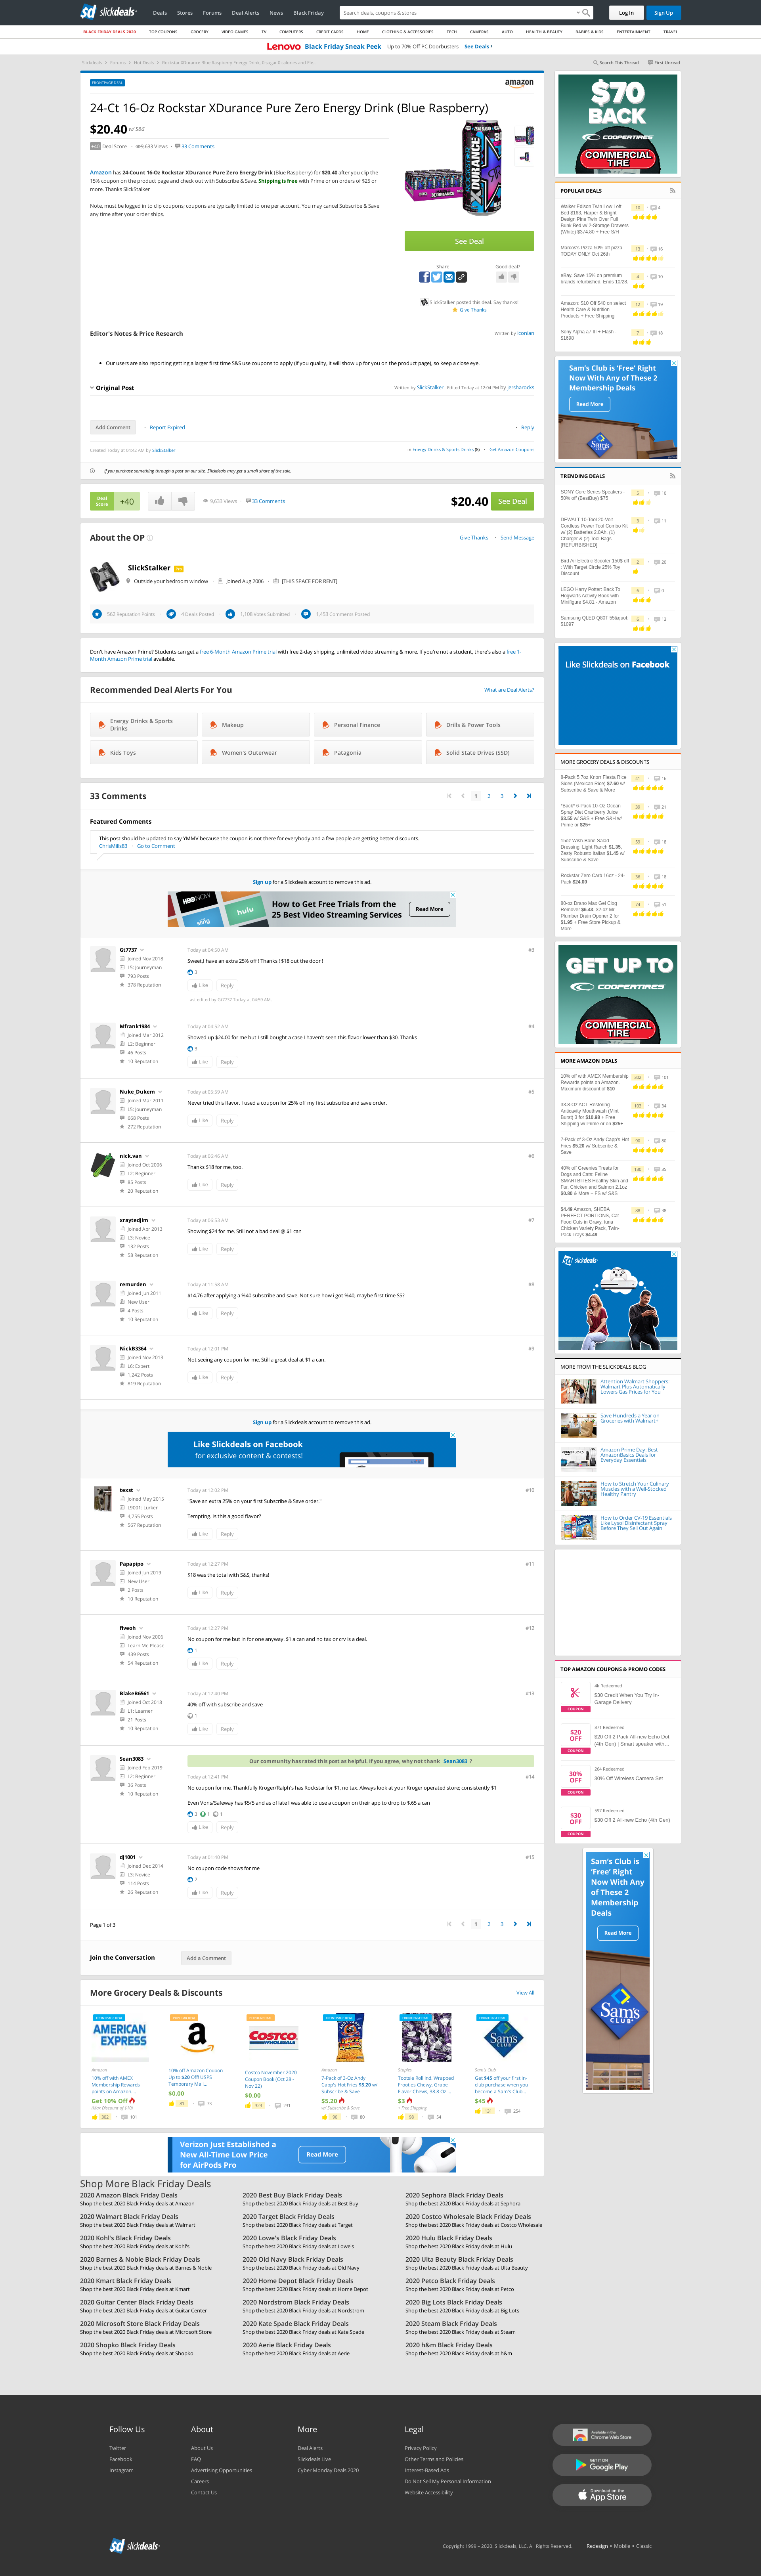 slickdeals
Deals
Stores
Forums
Deal Alerts
News
Black Friday
Search deals, coupons & stores
Log In
Sign Up
BLACK FRIDAY DEALS 2020
TOP COUPONS
GROCERY
VIDEO GAMES
TV
COMPUTERS
CREDIT CARDS
HOME
CLOTHING & ACCESSORIES
TECH
CAMERAS
AUTO
HEALTH & BEAUTY
BABIES & KIDS
ENTERTAINMENT
TRAVEL
Lenovo Black Friday Sneak Peek Up to 70% Off PC Doorbusters See Deals
Slickdeals > Forums > Hot Deals
Search This Thread
First Unread
FRONTPAGE DEAL
amazon
24-Ct 16-Oz Rockstar XDurance Pure Zero Energy Drink (Blue Raspberry)
$20.40 w/ S&S
+40 Deal Score
9,633 Views
33 Comments
Amazon has 24-Count 16-Oz Rockstar XDurance Pure Zero Energy Drink (Blue Raspberry) for $20.40 after you clip the
15% coupon on the product page and check out with Subscribe & Save. Shipping is free with Prime or on orders of $25 or
more. Thanks SlickStalker
Note, must be logged in to clip coupons; coupons are typically limited to one per account. You may cancel Subscribe & Save
any time after your order ships.
See Deal
Share
Good deal?
SlickStalker posted this deal. Say thanks!
Give Thanks
Editor's Notes & Price Research
Written by ironian
Our users are also reporting getting a larger first time S&S use coupons to apply (if you quality, it will show up for you on the product page), so keep a close eye.
Original Post
Written by SlickStalker Edited Today at 12:04 PM by jersharocks
Add Comment
Report Expired
Reply
Created Today at 04:42 AM by SlickStalker
Energy Drinks & Sports Drinks (8)
Get Amazon Coupons
If you purchase something through a post on our site, Slickdeals may get a small share of the sale.
Deal Score +40
9,633 Views
33 Comments
$20.40
See Deal
About the OP
Give Thanks
Send Message
SlickStalker
Outside your bedroom window
Joined Aug 2006
[THIS SPACE FOR RENT]
562 Reputation Points
8 Deals Posted
1,108 Votes Submitted
1,453 Comments Posted
Don't have Amazon Prime? Students can get a free 6-Month Amazon Prime trial with free 2-day shipping, unlimited video streaming & more. If you're not a student, there's also a free 1-
Month Amazon Prime trial available.
Recommended Deal Alerts For You
What are Deal Alerts?
Energy Drinks & Sports Drinks
Makeup
Personal Finance
Drills & Power Tools
Kids Toys
Women's Outerwear
Patagonia
Solid State Drives (SSD)
33 Comments
1 2 3
Featured Comments
This post should be updated to say YMMV because the coupon is not there for everybody and a few people are getting better discounts.
ChrisMills83
Go to Comment
Sign up for a Slickdeals account to remove this ad.
NOW
hulu
How to Get Free Trials from the
25 Best Video Streaming Services
Read More
Gt7737
Joined Nov 2018
L5: Journeyman
793 Posts
378 Reputation
Today at 04:50 AM
#3
Sweet,I have an extra 25% off ! Thanks ! $18 out the door !
3
Like
Reply
Last edited by Gt7737 Today at 04:59 AM.
Mfrank1984
Joined Mar 2012
L2: Beginner
46 Posts
10 Reputation
Today at 04:52 AM
#4
Showed up $24.00 for me but I still bought a case I haven't seen this flavor lower than $30. Thanks
3
Like
Reply
Nuke_Dukem
Joined Mar 2011
L5: Journeyman
668 Posts
272 Reputation
Today at 05:59 AM
#5
Never tried this flavor. I used a coupon for 25% off my first subscribe and save order.
Like
Reply
nick.van
Joined Oct 2006
L2: Beginner
85 Posts
20 Reputation
Today at 06:46 AM
#6
Thanks $18 for me, too.
Like
Reply
xraytedjim
Joined Apr 2013
L3: Novice
132 Posts
58 Reputation
Today at 06:53 AM
#7
Showing $24 for me. Still not a bad deal @ $1 can
Like
Reply
remurden
Joined Jun 2011
New User
4 Posts
10 Reputation
Today at 11:58 AM
#8
$14.76 after applying a %40 subscribe and save. Not sure how i got %40, maybe first time SS?
Like
Reply
NickB3364
Joined Nov 2013
L6: Expert
1,242 Posts
819 Reputation
Today at 12:01 PM
#9
Not seeing any coupon for me. Still a great deal at $1 a can.
Like
Reply
Sign up for a Slickdeals account to remove this ad.
Like Slickdeals on Facebook
for exclusive content & contests!
texst
Joined May 2015
L9001: Lurker
4,755 Posts
567 Reputation
Today at 12:02 PM
#10
"Save an extra 25% on your first Subscribe & Save order."
Tempting. Is this a good flavor?
Like
Reply
Papapipo
Joined Jun 2019
New User
2 Posts
10 Reputation
Today at 12:27 PM
#11
$18 was the total with S&S, thanks!
Like
Reply
fiveoh
Joined Nov 2006
Learn Me Please
439 Posts
54 Reputation
Today at 12:27 PM
#12
No coupon for me but in for one anyway. $1 a can and no tax or crv is a deal.
1
Like
Reply
BlakeB6561
Joined Oct 2018
L1: Learner
21 Posts
10 Reputation
Today at 12:40 PM
#13
40% off with subscribe and save
Like
Reply
Sean3083
Joined Feb 2019
L2: Beginner
36 Posts
10 Reputation
Our community has rated this post as helpful. If you agree, why not thank Sean3083 ?
Today at 12:41 PM
#14
No coupon for me. Thankfully Kroger/Ralph's has Rockstar for $1, no tax. Always look at your Kroger operated store; consistently $1
Even Vons/Safeway has $5/5 and as of late I was able to use a coupon on their app to drop to $.65 a can
3 1 1
Like
Reply
dj1001
Joined Dec 2014
L3: Novice
114 Posts
26 Reputation
Today at 01:49 PM
#15
No coupon code shows for me
2
Like
Reply
Page 1 of 3
1 2 3
Join the Conversation
Add a Comment
More Grocery Deals & Discounts
View All
AMERICAN EXPRESS
Amazon
10% off with AMEX
Membership Rewards
points on Amazon,...
Get 10% Off
302 101
10% off Amazon Coupon
Up to $20 Off! USPS
Temporary Mail...
$0.00
81 73
COSTCO
WHOLESALE
Costco November 2020
Coupon Book (Oct 28 -
Nov 22)
$0.00
303 231
Amazon
7-Pack of 3-Oz Andy
Capp's Hot Fries $5.20 w/
Subscribe & Save
$5.20
w/ Subscribe & Save
90 80
Staples
Tootsie Roll Ind. Wrapped
Frooties Chewy, Grape
Flavor Chews, 38.8 Oz....
$3
+ Free Shipping
98 54
Sam's Club
Sam's Club
Get $45 off your first in-
club purchase when you
become a Sam's Club...
$45
131 254
Verizon Just Established a
New All-Time Low Price
for AirPods Pro
Read More
Shop More Black Friday Deals
2020 Amazon Black Friday Deals
Shop the best 2020 Black Friday deals at Amazon
2020 Best Buy Black Friday Deals
Shop the best 2020 Black Friday deals at Best Buy
2020 Sephora Black Friday Deals
Shop the best 2020 Black Friday deals at Sephora
2020 Walmart Black Friday Deals
Shop the best 2020 Black Friday deals at Walmart
2020 Target Black Friday Deals
Shop the best 2020 Black Friday deals at Target
2020 Costco Wholesale Black Friday Deals
Shop the best 2020 Black Friday deals at Costco Wholesale
2020 Kohl's Black Friday Deals
Shop the best 2020 Black Friday deals at Kohl's
2020 Lowe's Black Friday Deals
Shop the best 2020 Black Friday deals at Lowe's
2020 Hulu Black Friday Deals
Shop the best 2020 Black Friday deals at Hulu
2020 Barnes & Noble Black Friday Deals
Shop the best 2020 Black Friday deals at Barnes & Noble
2020 Old Navy Black Friday Deals
Shop the best 2020 Black Friday deals at Old Navy
2020 Ulta Beauty Black Friday Deals
Shop the best 2020 Black Friday deals at Ulta Beauty
2020 Kmart Black Friday Deals
Shop the best 2020 Black Friday deals at Kmart
2020 Home Depot Black Friday Deals
Shop the best 2020 Black Friday deals at Home Depot
2020 Petco Black Friday Deals
Shop the best 2020 Black Friday deals at Petco
2020 Guitar Center Black Friday Deals
Shop the best 2020 Black Friday deals at Guitar Center
2020 Nordstrom Black Friday Deals
Shop the best 2020 Black Friday deals at Nordstrom
2020 Big Lots Black Friday Deals
Shop the best 2020 Black Friday deals at Big Lots
2020 Microsoft Store Black Friday Deals
Shop the best 2020 Black Friday deals at Microsoft Store
2020 Kate Spade Black Friday Deals
Shop the best 2020 Black Friday deals at Kate Spade
2020 Steam Black Friday Deals
Shop the best 2020 Black Friday deals at Steam
2020 Shopko Black Friday Deals
Shop the best 2020 Black Friday deals at Shopko
2020 Aerie Black Friday Deals
Shop the best 2020 Black Friday deals at Aerie
2020 h&m Black Friday Deals
Shop the best 2020 Black Friday deals at h&m
$70
BACK
COOPERTIRES
COMMERCIAL
TIRE
POPULAR DEALS
Walker Edison Twin Low Loft
Bed $163, Harper & Bright
Design Pine Twin Over Full
Bunk Bed w/ 2 Storage Drawers
(White) $374.80 + Free S/H
Marcos's Pizza 50% off pizza
TODAY ONLY Oct 26th
eBay. Save 15% on premium
brands refurbished. Ends 10/26.
Amazon: $10 Off $40 on select
Health Care & Nutrition
Products + Free Shipping
Sony Alpha a7 III + Flash -
$1698
Sam's Club is 'Free' Right
Now With Any of These 2
Membership Deals
Read More
TRENDING DEALS
SONY Core Series Speakers -
50% off (BestBuy) $75
DEWALT 10-Tool 20-Volt
Cordless Power Tool Combo Kit
w/ (2) Batteries 2.0Ah, (1)
Charger & (2) Tool Bags
[REFURBISHED]
Bird Air Electric Scooter 150$ off
With Target Circle 25% Toy
Discount
LEGO Harry Potter: Back To
Hogwarts Activity Book with
Minifigure $4.81 - Amazon
Samsung QLED Q80T 55&quot;
$1097
Like Slickdeals on Facebook
MORE GROCERY DEALS & DISCOUNTS
8-Pack 5.7oz Knorr Fiesta Rice
Sides (Mexican Rice) $7.60 w/
Subscribe & Save & More
*Back* 6-Pack 10-Oz Ocean
Spray Diet Cranberry Juice
$3.55 w/ S&S + Free S&H w/
Prime or $25+
15oz Wish-Bone Salad
Dressing: Light Ranch $1.35,
Zesty Robusto Italian $1.45 w/
Subscribe & Save
Rockstar Zero Carb 16oz - 24-
Pack $24.00
80-oz Drano Max Gel Clog
Remover $6.43, 32-oz Mr
Plumber Drain Opener 2 for
$1.95 + Free Store Pickup &
More
GET UP TO
COOPERTIRES
COMMERCIAL
TIRE
MORE AMAZON DEALS
10% off with AMEX Membership
Rewards points on Amazon,
Maximum discount of $10
33.8-Oz ACT Restoring
Anticavity Mouthwash (Mint
Burst) 3 for $10.88 + Free
Shipping w/ Prime or on $25+
7-Pack of 3-Oz Andy Capp's Hot
Fries $5.20 w/ Subscribe &
Save
40% off Greenies Treats for
Dogs and Cats: Feline
SMARTBITES Healthy Skin and
Fur, Chicken and Salmon 2.1oz
$0.80 & More + FS w/ S&S
$4.49 Amazon, SHEBA
PERFECT PORTIONS, Cat
Food Cuts in Gravy, tuna
Chicken Variety Pack, Twin-
Pack Trays $4.49
slickdeals
MORE FROM THE SLICKDEALS BLOG
Attention Walmart Shoppers:
Walmart Plus Automatically
Lowers Gas Prices for You
Save Hundreds a Year on
Groceries with Walmart+
Amazon Prime Day: Best
AmazonBasics Deals for
Everyday Essentials
How to Stretch Your Culinary
Muscles with a Well-Stocked
Healthy Pantry
How to Order CV-19 Essentials
Like Lysol Disinfectant Spray
Before They Sell Out Again
TOP AMAZON COUPONS & PROMO CODES
COUPON
4k Redeemed
$30 Credit When You Try In-
Garage Delivery
$20 OFF
COUPON
871 Redeemed
$20 Off 2 Pack All-new Echo Dot
(4th Gen) | Smart speaker with...
30% OFF
COUPON
264 Redeemed
30% Off Wireless Camera Set
$30 OFF
COUPON
597 Redeemed
$30 Off 2 All-new Echo (4th Gen)
Sam's Club is
'Free' Right
Now With Any
of These 2
Membership
Deals
Read More
Sam's Club
Follow Us
Twitter
Facebook
Instagram
About
About Us
FAQ
Advertising Opportunities
Careers
Contact Us
More
Deal Alerts
Slickdeals Live
Cyber Monday Deals 2020
Legal
Privacy Policy
Other Terms and Policies
Interest-Based Ads
Do Not Sell My Personal Information
Website Accessibility
Available in the
Chrome Web Store
GET IT ON
Google Play
Download on the
App Store
slickdeals
Copyright 1999 – 2020. Slickdeals, LLC. All Rights Reserved.
Redesign • Mobile • Classic